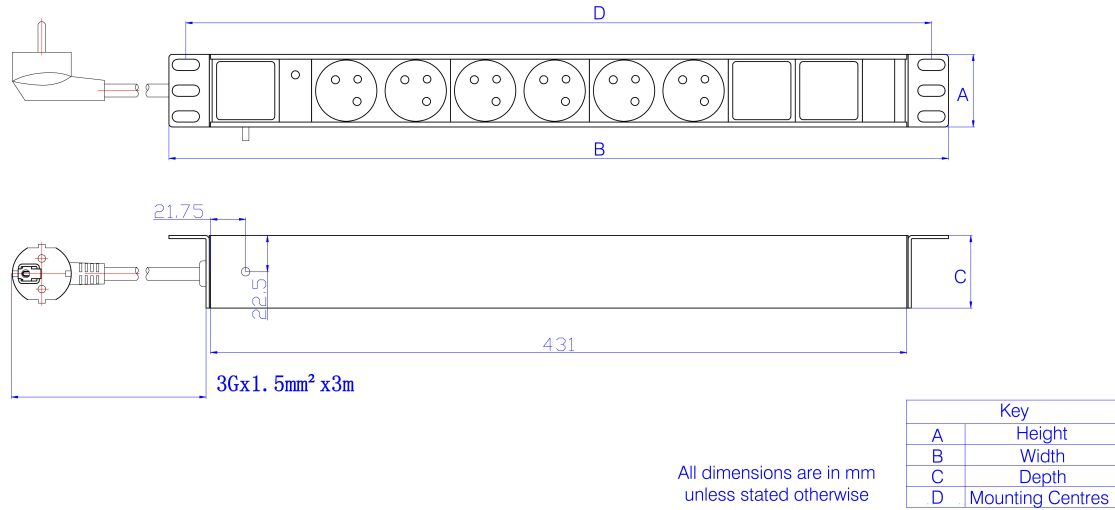 D
A
B
21.75
22.5
C
431
3Gx1.5mm² x3m
All dimensions are in mm
unless stated otherwise
Key
A Height
B Width
C Depth
D Mounting Centres